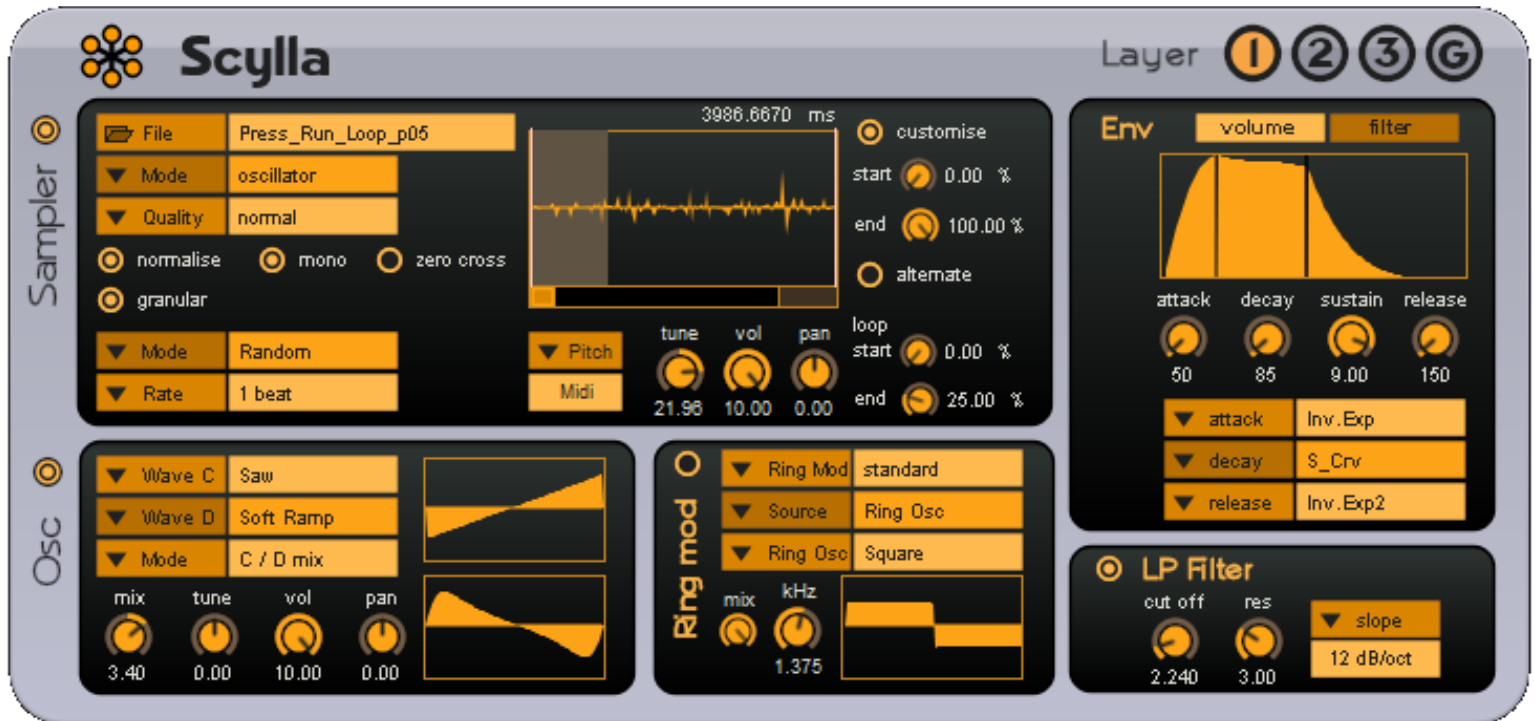 Scylla
Layer 1 2 3 G
Sampler
File Press_Run_Loop_p05
Mode oscillator
Quality normal
normalise mono zero cross
granular
Mode Random
Rate 1 beat
3986.6670 ms
Pitch
Midi
tune vol pan
21.96 10.00 0.00
customise
start 0.00 %
end 100.00 %
alternate
loop
start 0.00 %
end 25.00 %
Env volume filter
attack decay sustain release
50 85 9.00 150
attack Inv.Exp
decay S_Crv
release Inv.Exp2
Osc
Wave C Saw
Wave D Soft Ramp
Mode C / D mix
mix tune vol pan
3.40 0.00 10.00 0.00
Ring mod
Ring Mod standard
Source Ring Osc
Ring Osc Square
mix kHz
1.375
LP Filter
cut off res
2.240 3.00
slope
12 dB/oct